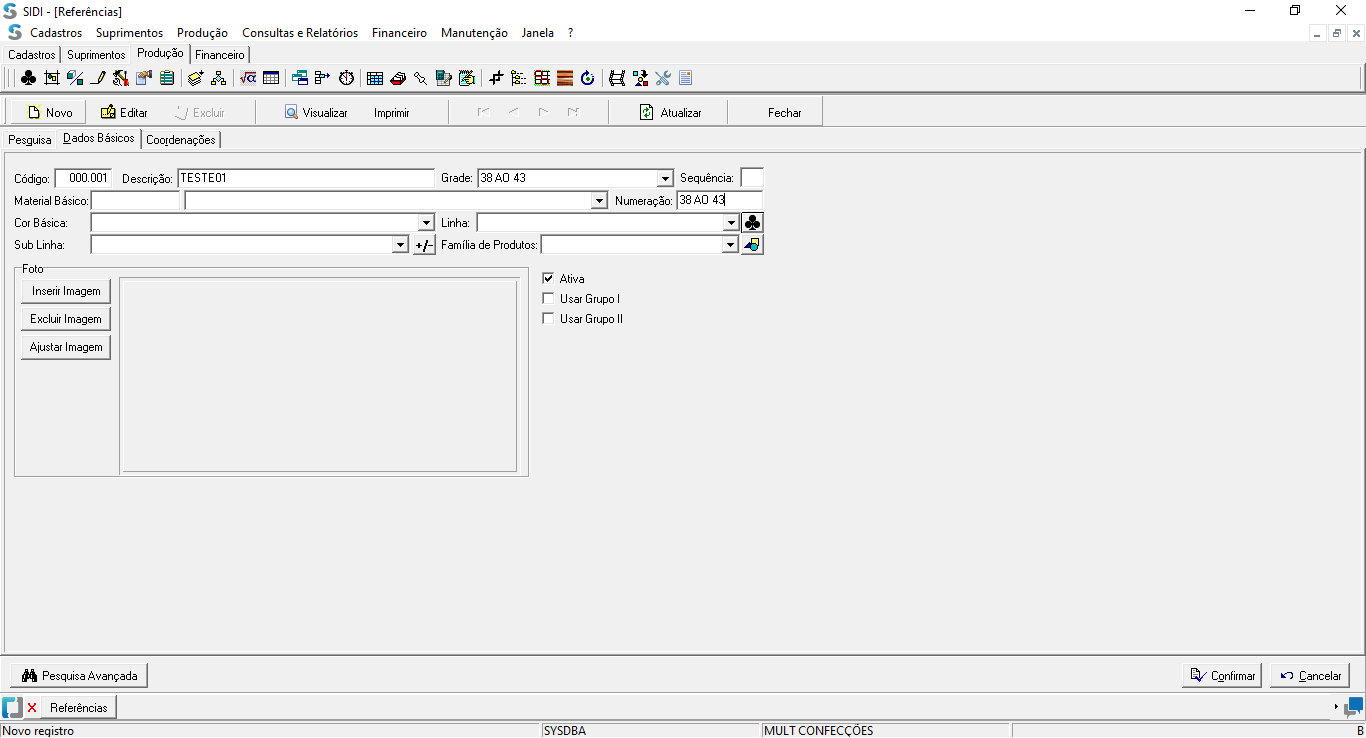 SIDI - [Referências]
Cadastros Suprimentos Produção Consultas e Relatórios Financeiro Manutenção Janela ?
Cadastros Suprimentos Produção Financeiro
Novo Editar Excluir Visualizar Imprimir Atualizar Fechar
Pesquisa Dados Básicos Coordenações
Código: 000.001 Descrição: TESTE01 Grade: 38 AO 43 Sequência:
Material Básico: Numeração: 38 AO 43
Cor Básica: Linha:
Sub Linha: +/- Família de Produtos:
Foto
Inserir Imagem
Excluir Imagem
Ajustar Imagem
Ativa
Usar Grupo I
Usar Grupo II
Pesquisa Avançada Confirmar Cancelar
Referências
Novo registro SYSDBA MULT CONFECÇÕES B